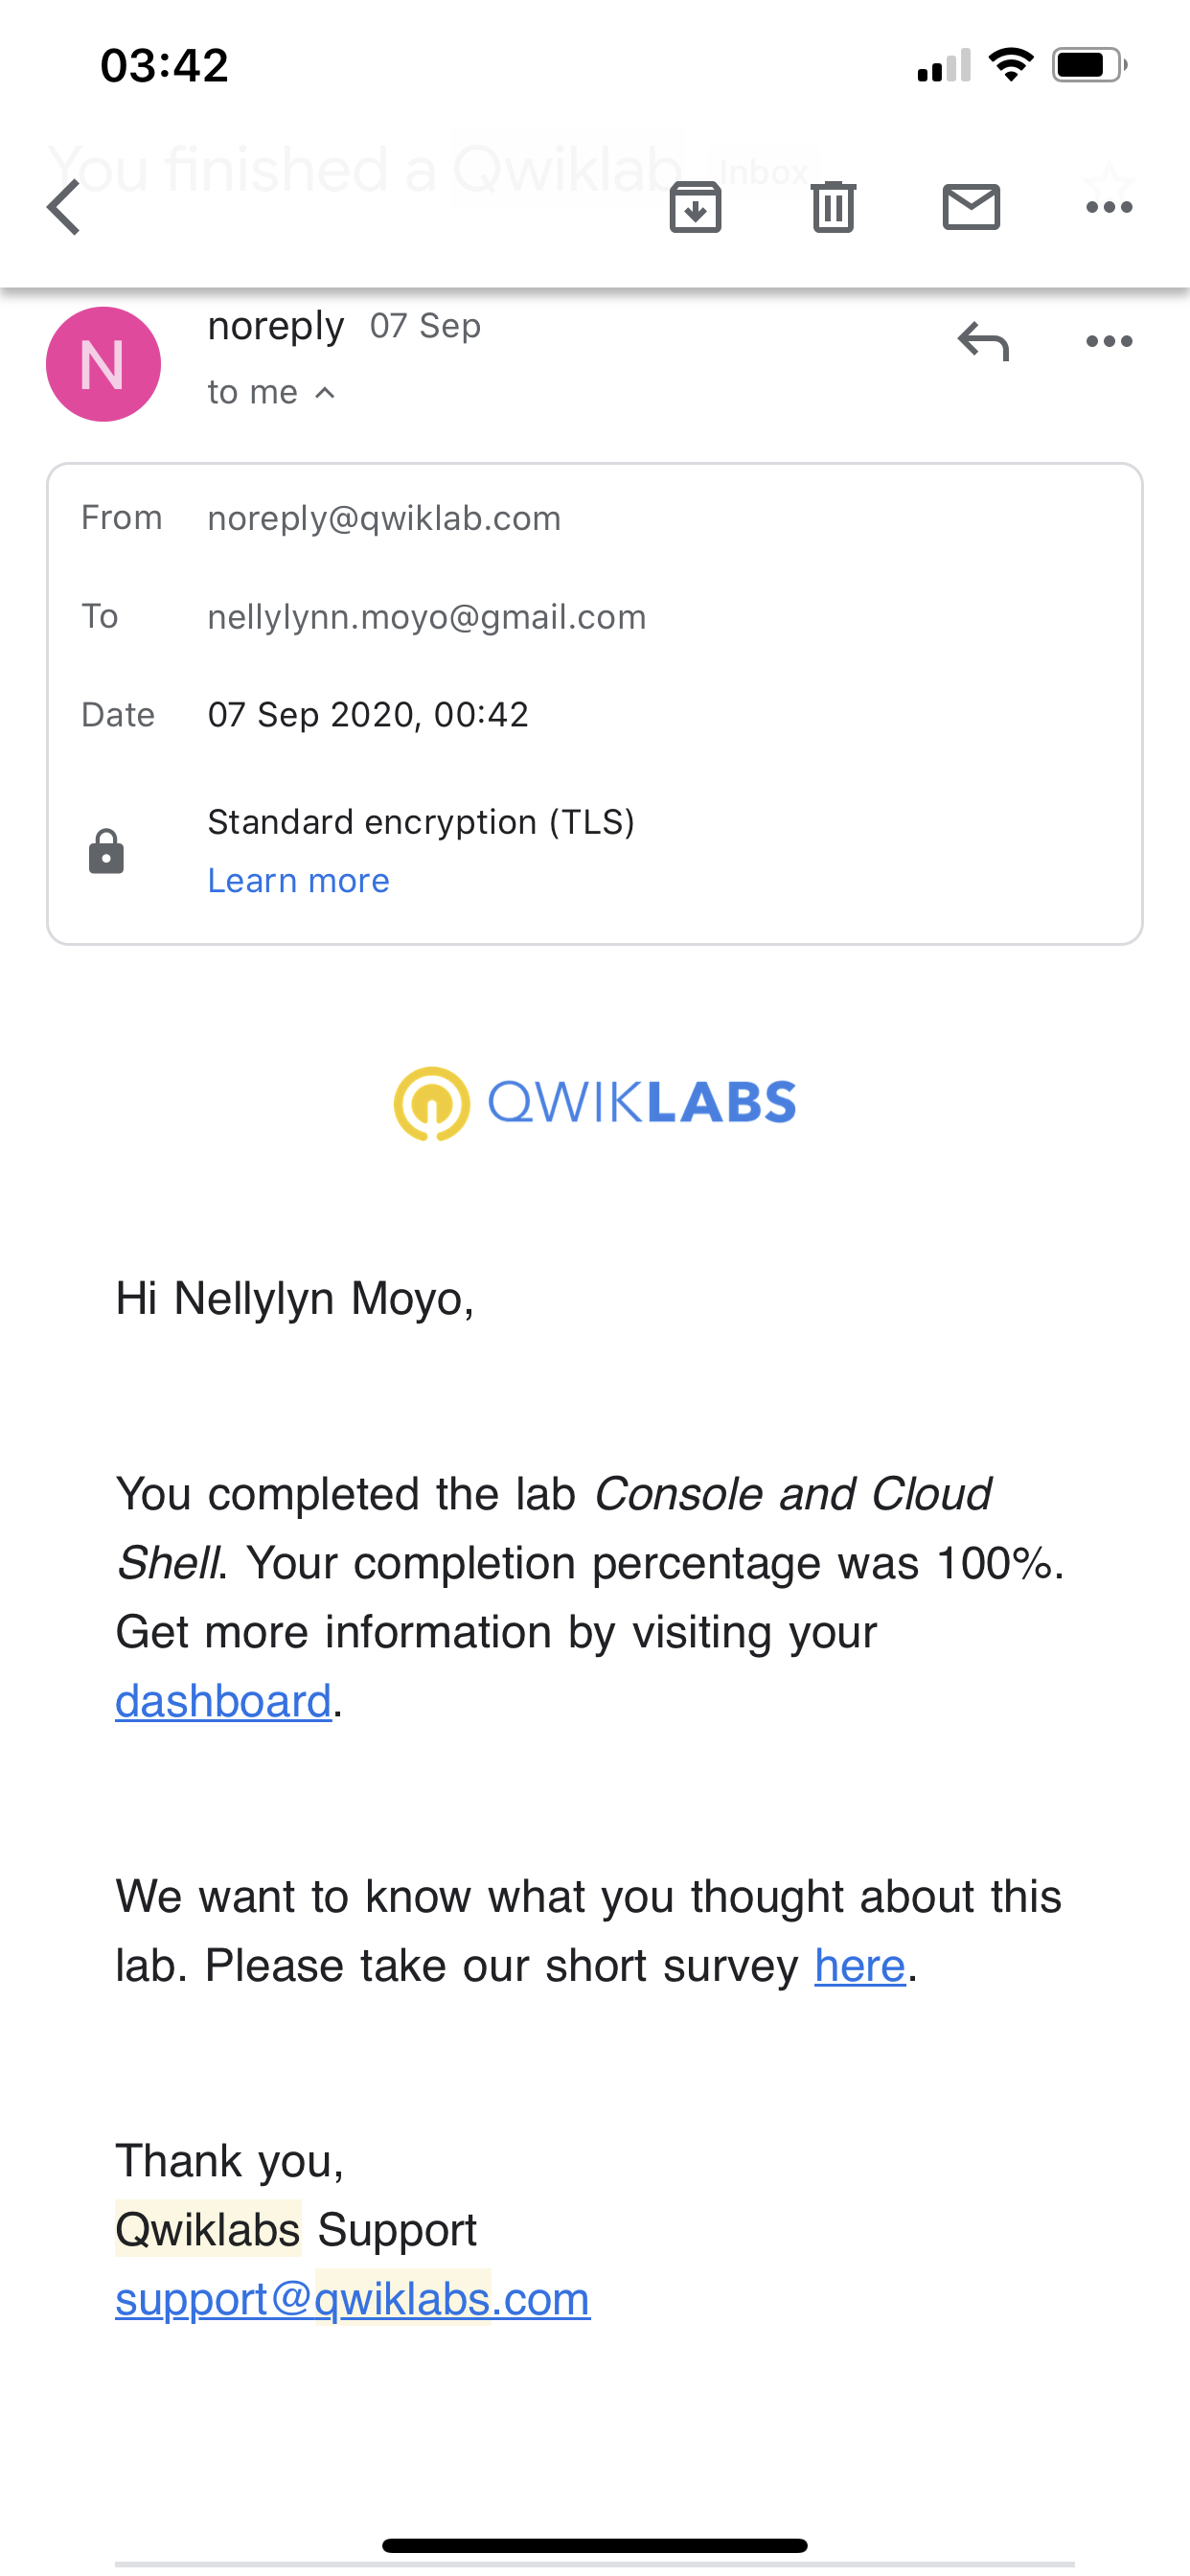 03:42
You finished a Qwiklab Inbox
N
noreply 07 Sep
to me
From noreply@qwiklab.com
To nellylynn.moyo@gmail.com
Date 07 Sep 2020, 00:42
Standard encryption (TLS)
Learn more
QWIKLABS
Hi Nellylyn Moyo,
You completed the lab Console and Cloud
Shell. Your completion percentage was 100%.
Get more information by visiting your
dashboard.
We want to know what you thought about this
lab. Please take our short survey here.
Thank you,
Qwiklabs Support
support@qwiklabs.com